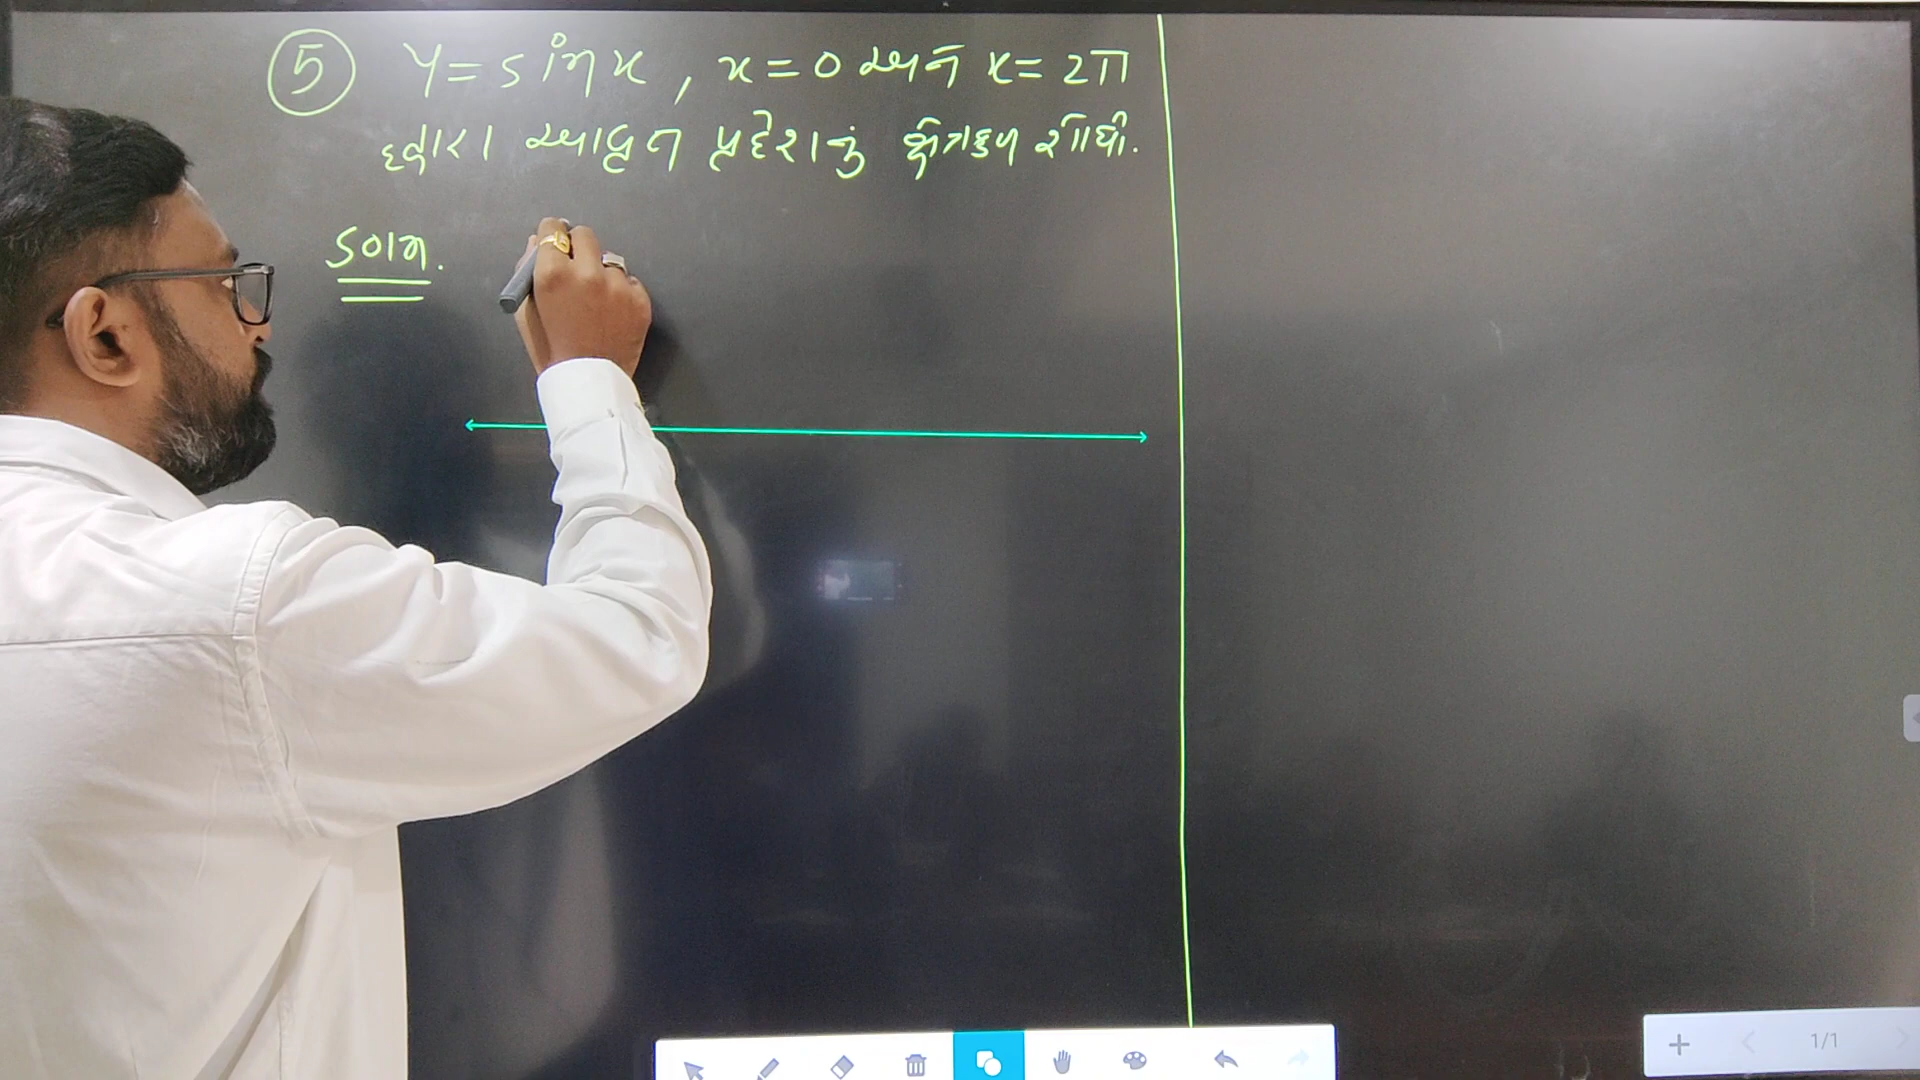 ⑤ Y = sin x, x = 0 અને x = 2π
દ્વારા આવૃત પ્રદેશનું ક્ષેત્રફળ શોધો.
Soln.
1/1